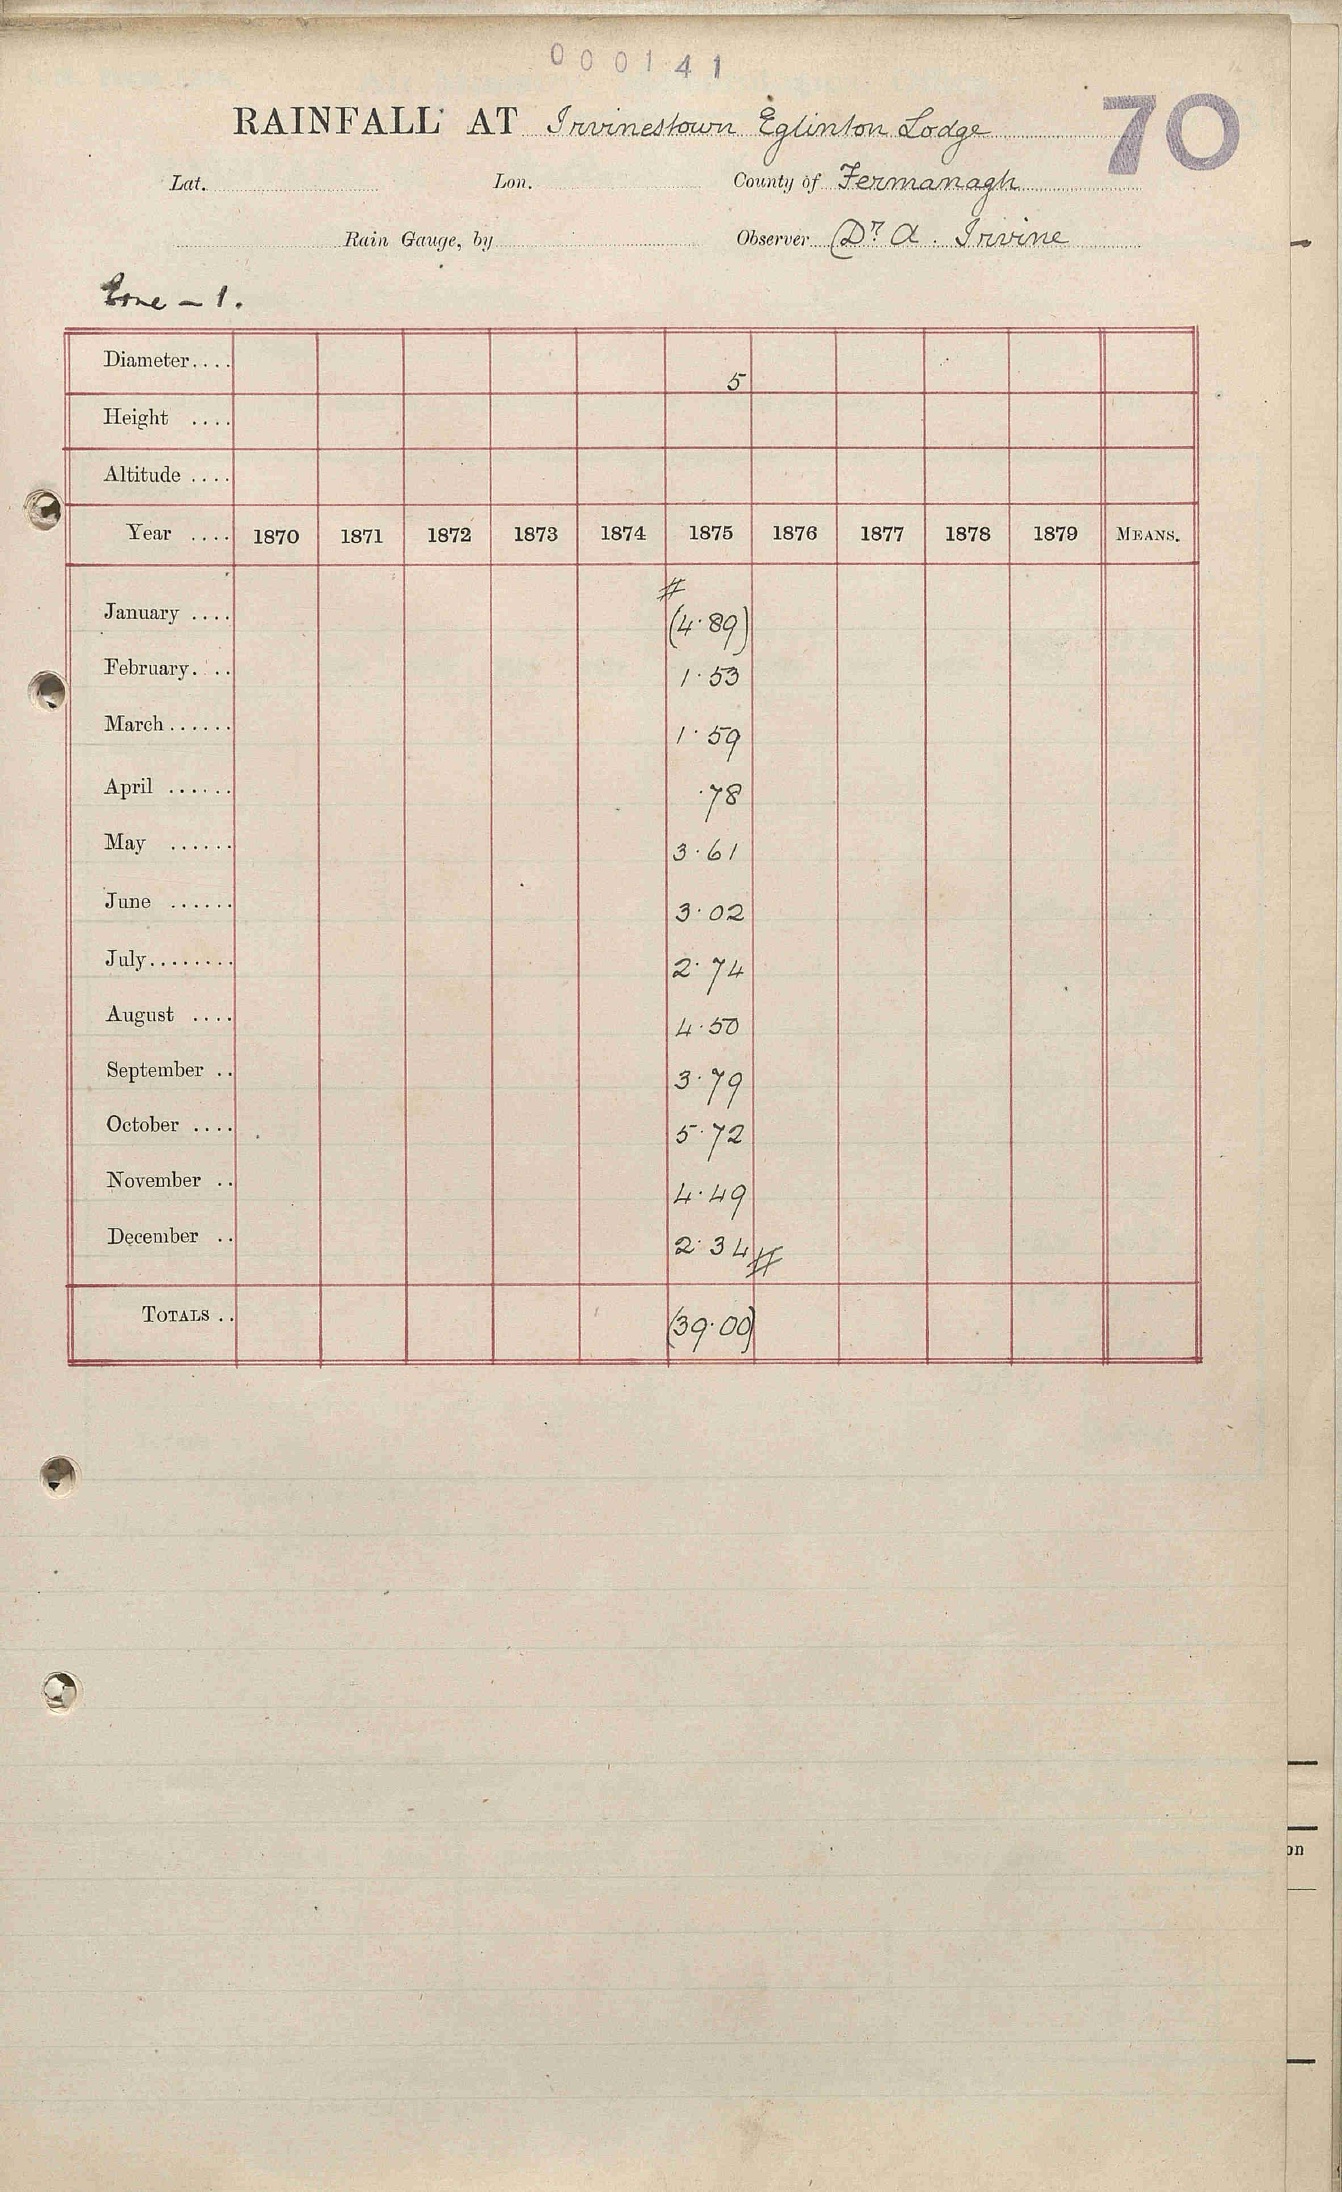 000141
RAINFALL AT Irvinestown Eglinton Lodge 70
Lat. Lon. County of Fermanagh
Rain Gauge, by Observer Dr A. Irvine
Erne - 1.
Diameter.... 5
Height ....
Altitude ....
Year .... 1870 1871 1872 1873 1874 1875 1876 1877 1878 1879 MEANS.
#
January .... (4.89)
February. .. 1.53
March ...... 1.59
April ...... .78
May ...... 3.61
June ...... 3.02
July........ 2.74
August .... 4.50
September .. 3.79
October .... 5.72
November .. 4.49
December .. 2.34 #
TOTALS .. (39.00)
on